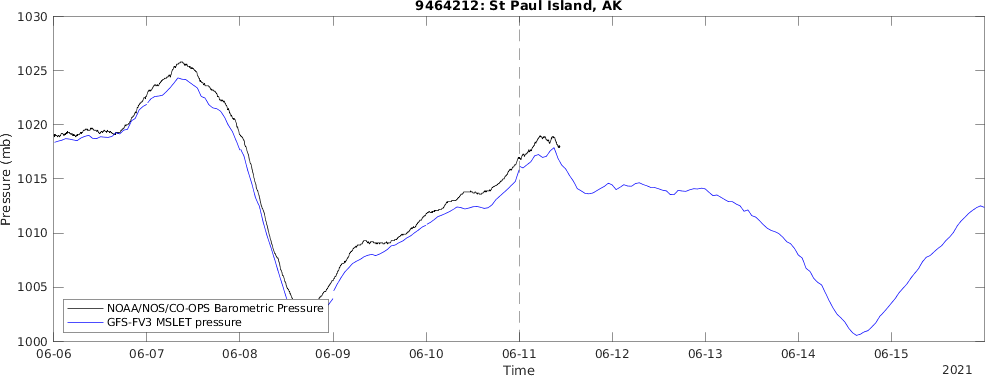 9464212: St Paul Island, AK
1030
1025
1020
1015
1010
1005
1000
Pressure (mb)
NOAA/NOS/CO-OPS Barometric Pressure
GFS-FV3 MSLET pressure
06-06 06-07 06-08 06-09 06-10 06-11 06-12 06-13 06-14 06-15
Time
2021